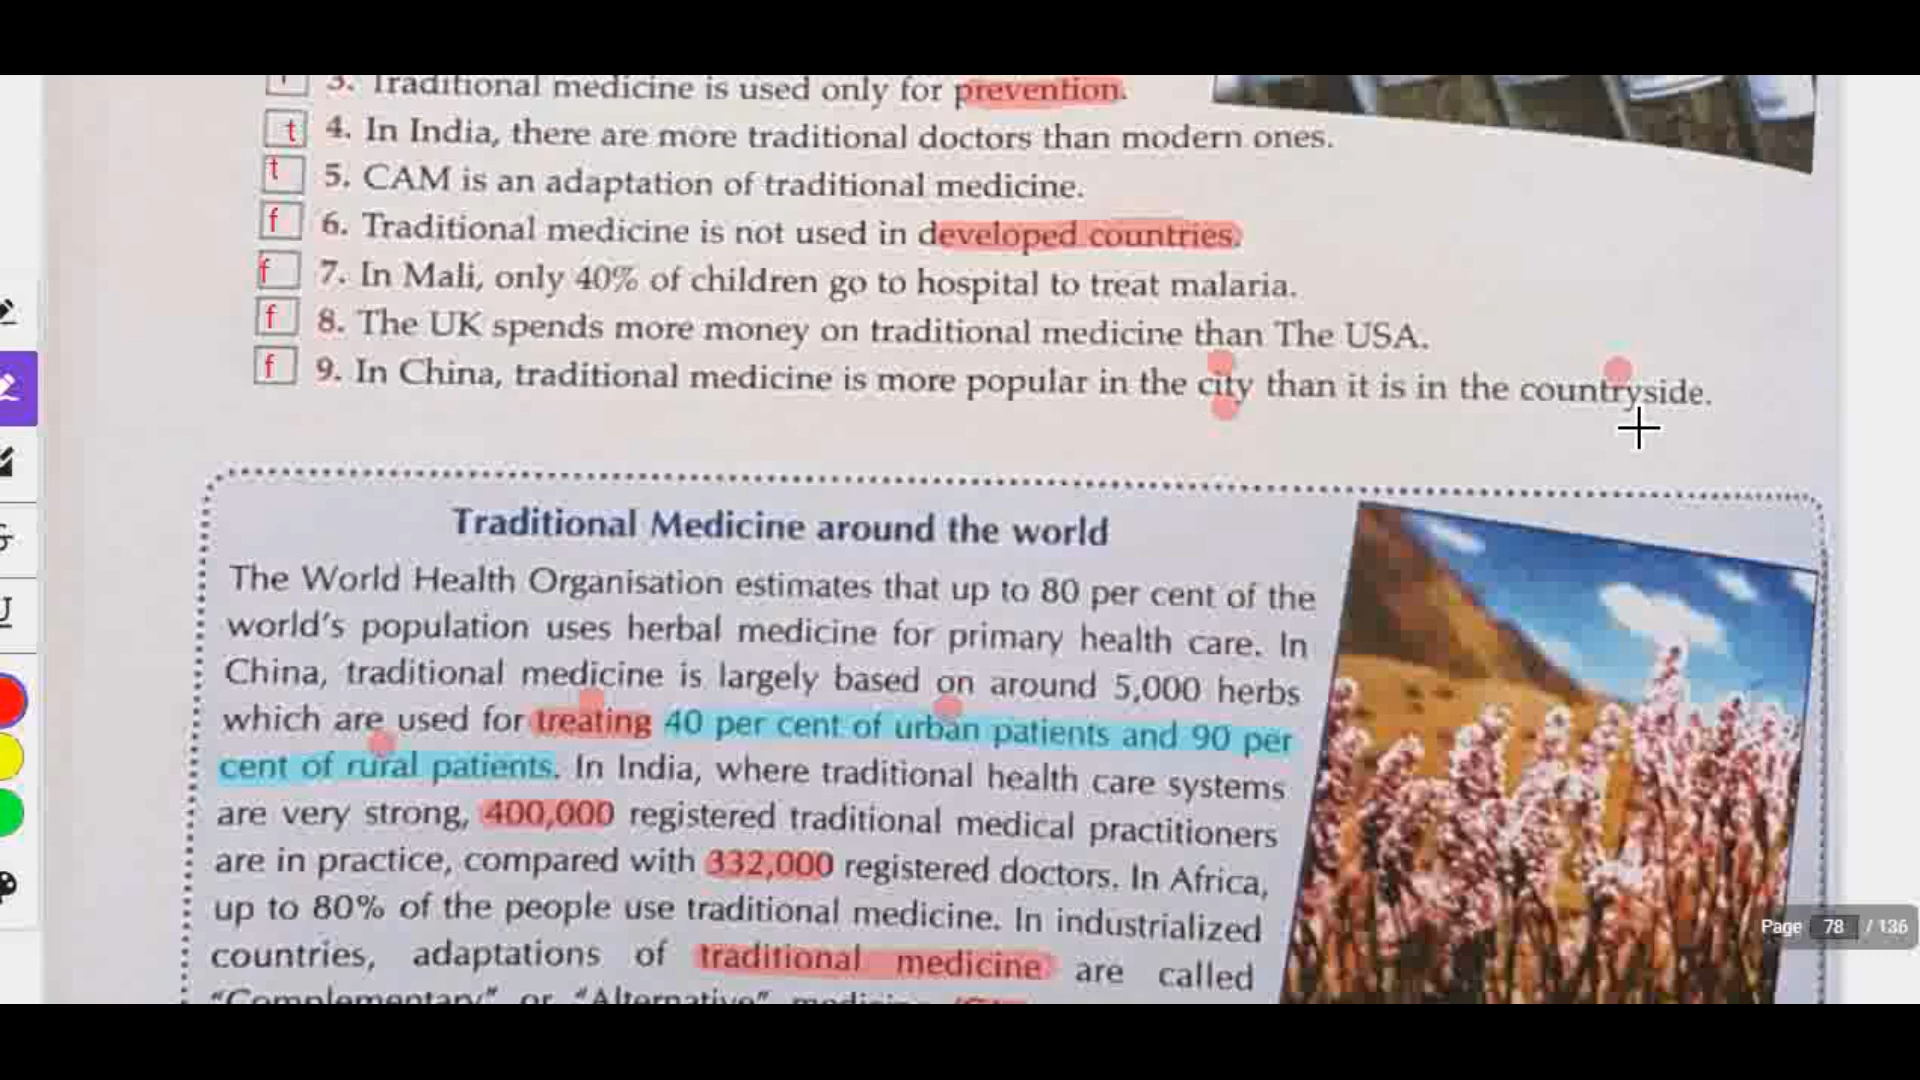 3. Traditional medicine is used only for prevention.
t 4. In India, there are more traditional doctors than modern ones.
t 5. CAM is an adaptation of traditional medicine.
f 6. Traditional medicine is not used in developed countries.
f 7. In Mali, only 40% of children go to hospital to treat malaria.
f 8. The UK spends more money on traditional medicine than The USA.
f 9. In China, traditional medicine is more popular in the city than it is in the countryside.
Traditional Medicine around the world
The World Health Organisation estimates that up to 80 per cent of the
world's population uses herbal medicine for primary health care. In
China, traditional medicine is largely based on around 5,000 herbs
which are used for treating 40 per cent of urban patients and 90 per
cent of rural patients. In India, where traditional health care systems
are very strong, 400,000 registered traditional medical practitioners
are in practice, compared with 332,000 registered doctors. In Africa,
up to 80% of the people use traditional medicine. In industrialized
countries, adaptations of traditional medicine are called
"Complementary" or "Alternative"
Page 78 / 136